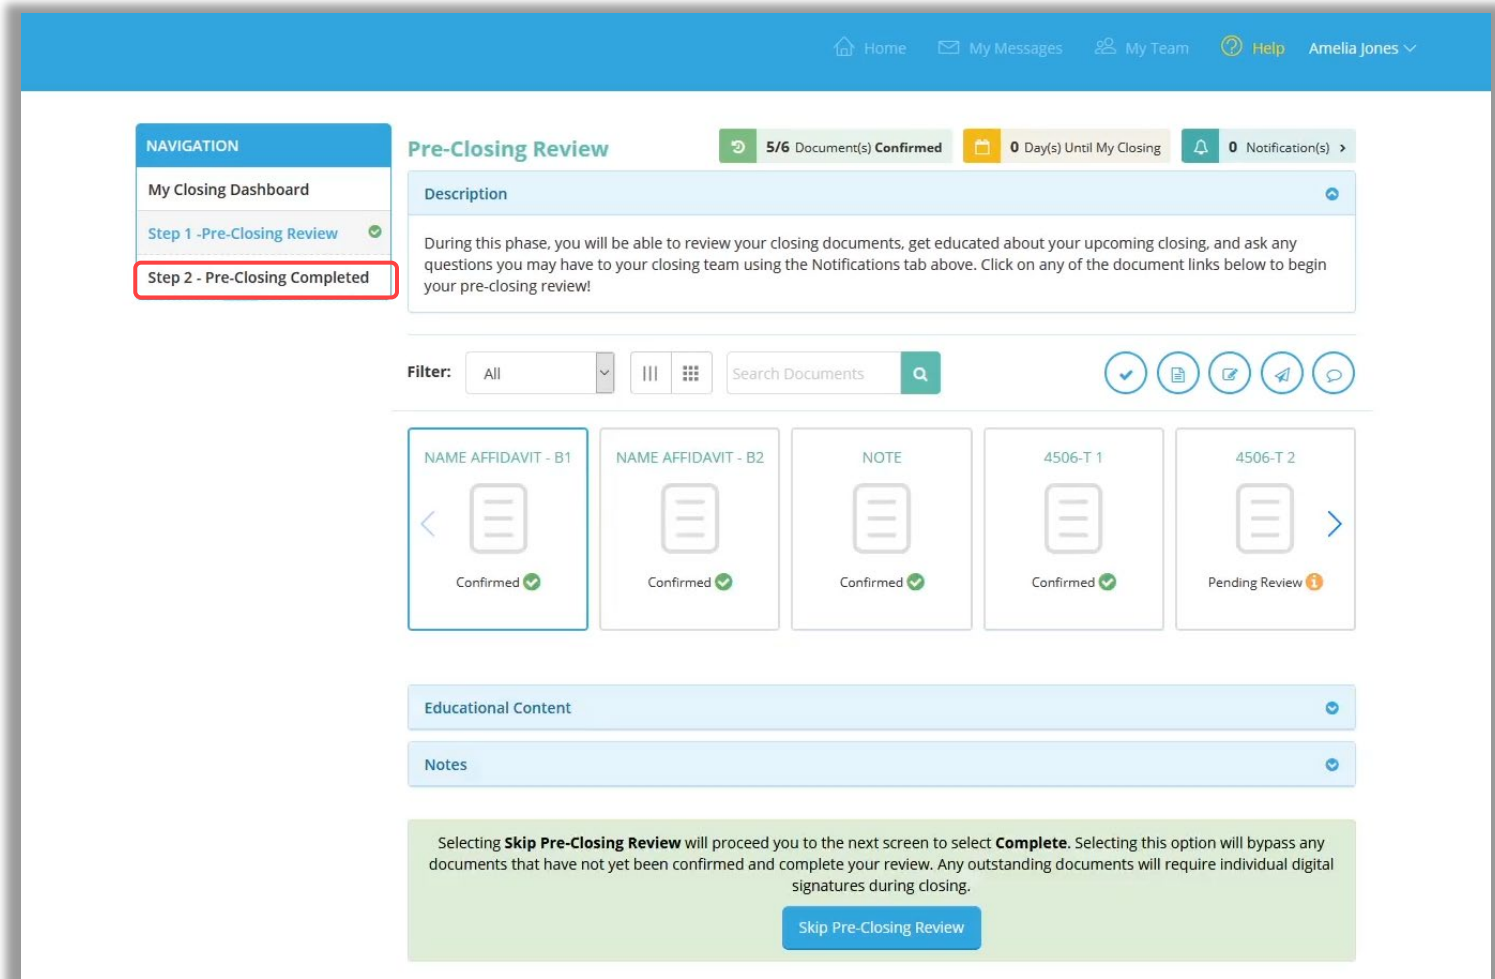 Home My Messages My Team Help Amelia Jones
NAVIGATION
My Closing Dashboard
Step 1 -Pre-Closing Review
Step 2 - Pre-Closing Completed
Pre-Closing Review
5/6 Document(s) Confirmed
0 Day(s) Until My Closing
0 Notification(s) >
Description
During this phase, you will be able to review your closing documents, get educated about your upcoming closing, and ask any
questions you may have to your closing team using the Notifications tab above. Click on any of the document links below to begin
your pre-closing review!
Filter: All Search Documents
NAME AFFIDAVIT - B1
Confirmed
NAME AFFIDAVIT - B2
Confirmed
NOTE
Confirmed
4506-T 1
Confirmed
4506-T 2
Pending Review
Educational Content
Notes
Selecting Skip Pre-Closing Review will proceed you to the next screen to select Complete. Selecting this option will bypass any
documents that have not yet been confirmed and complete your review. Any outstanding documents will require individual digital
signatures during closing.
Skip Pre-Closing Review